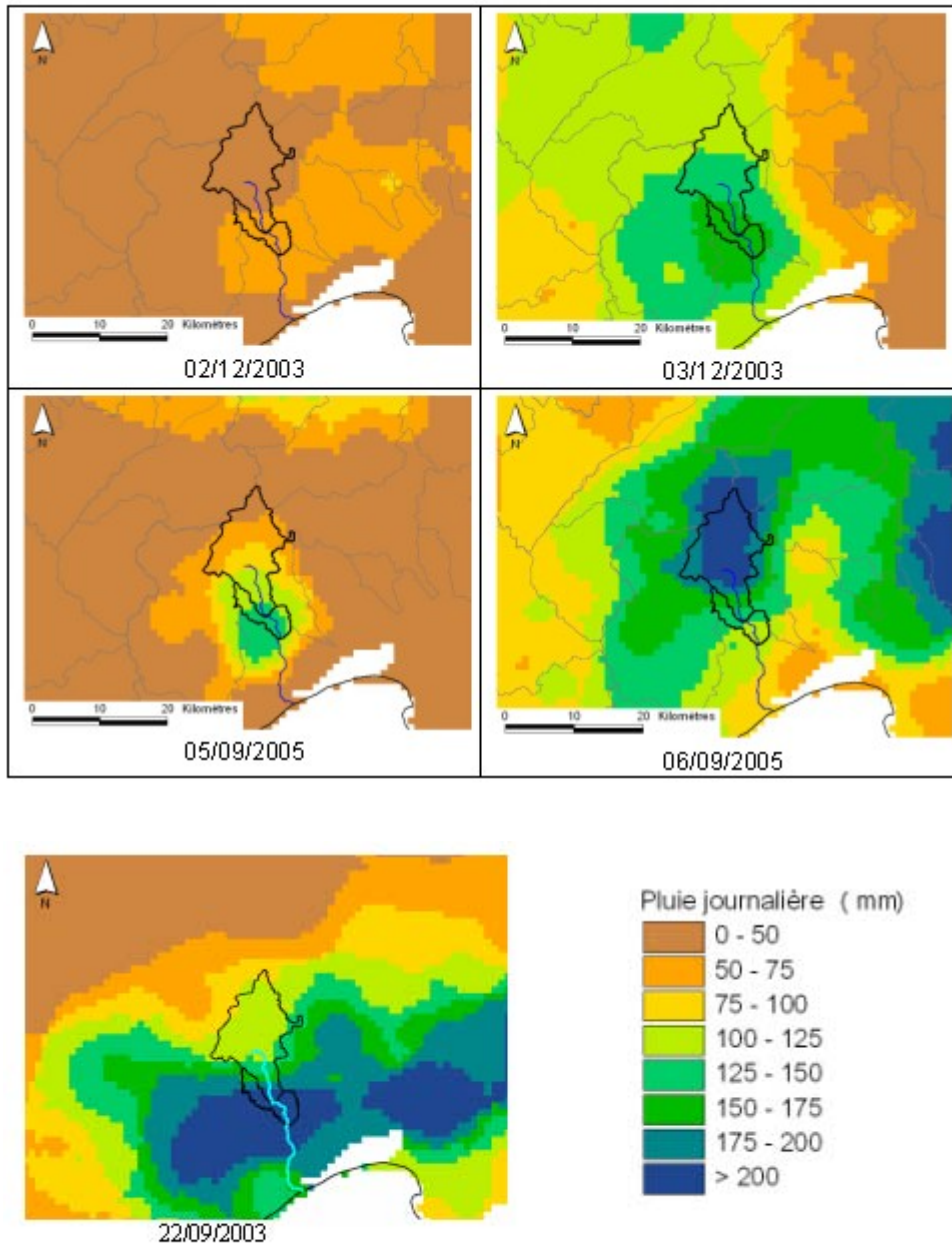 N
N
0 10 20 Kilomètres
0 10 20 Kilomètres
02/12/2003
03/12/2003
N
N
0 10 20 Kilomètres
0 10 20 Kilomètres
05/09/2005
06/09/2005
N
22/09/2003
Pluie journalière ( mm)
0 - 50
50 - 75
75 - 100
100 - 125
125 - 150
150 - 175
175 - 200
> 200